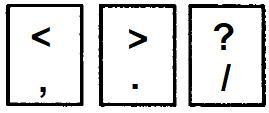 < > ?
, . /